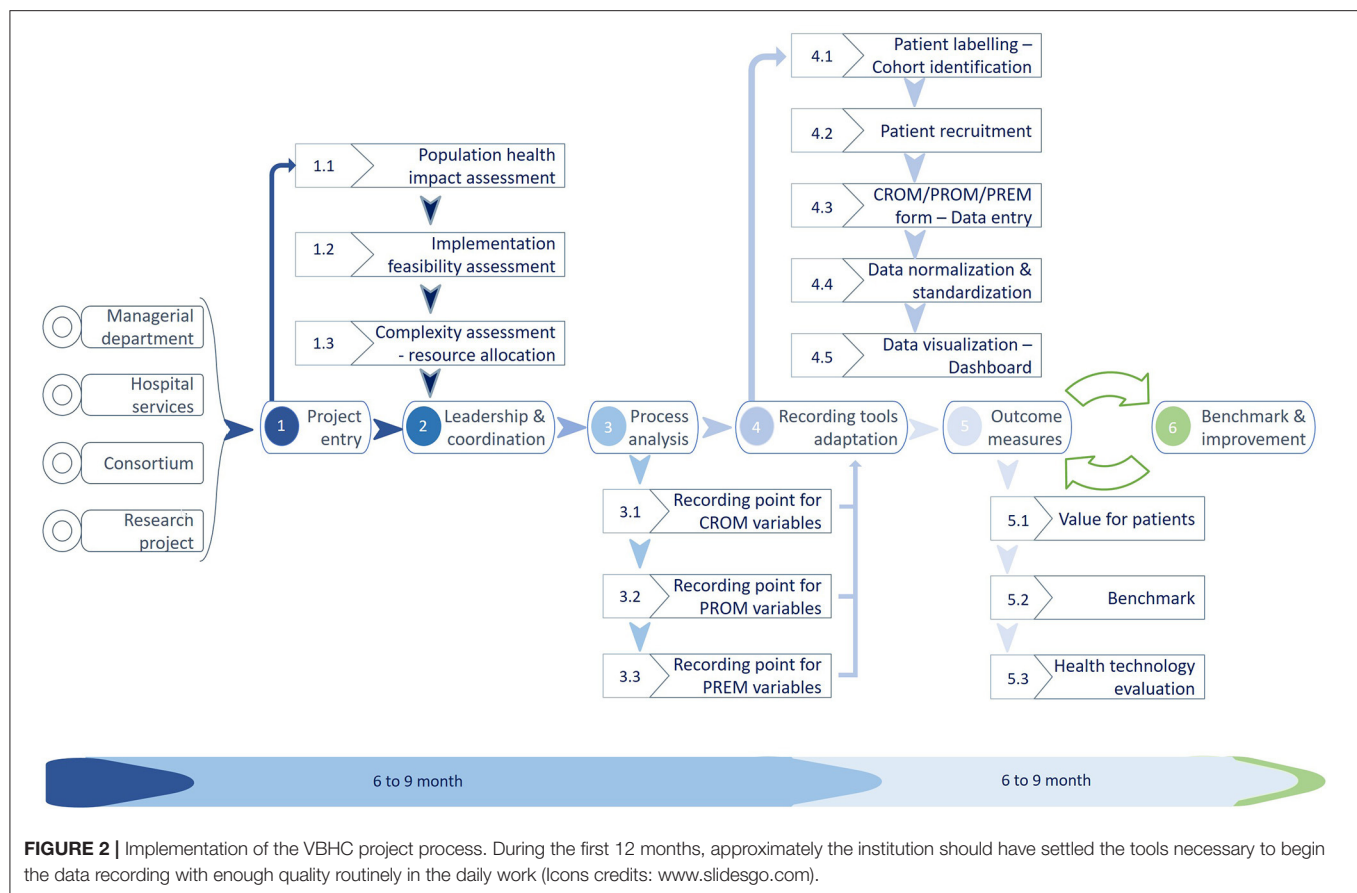 Managerial
department
Hospital
services
Consortium
Research
project
1 Project
entry
1.1 Population health
impact assessment
1.2 Implementation
feasibility assessment
1.3 Complexity assessment
- resource allocation
2 Leadership &
coordination
3 Process
analysis
3.1 Recording point for
CROM variables
3.2 Recording point for
PROM variables
3.3 Recording point for
PREM variables
4 Recording tools
adaptation
4.1 Patient labelling –
Cohort identification
4.2 Patient recruitment
4.3 CROM/PROM/PREM
form – Data entry
4.4 Data normalization &
standardization
4.5 Data visualization –
Dashboard
5 Outcome
measures
5.1 Value for patients
5.2 Benchmark
5.3 Health technology
evaluation
6 Benchmark &
improvement
6 to 9 month
6 to 9 month
FIGURE 2 | Implementation of the VBHC project process. During the first 12 months, approximately the institution should have settled the tools necessary to begin
the data recording with enough quality routinely in the daily work (Icons credits: www.slidesgo.com).